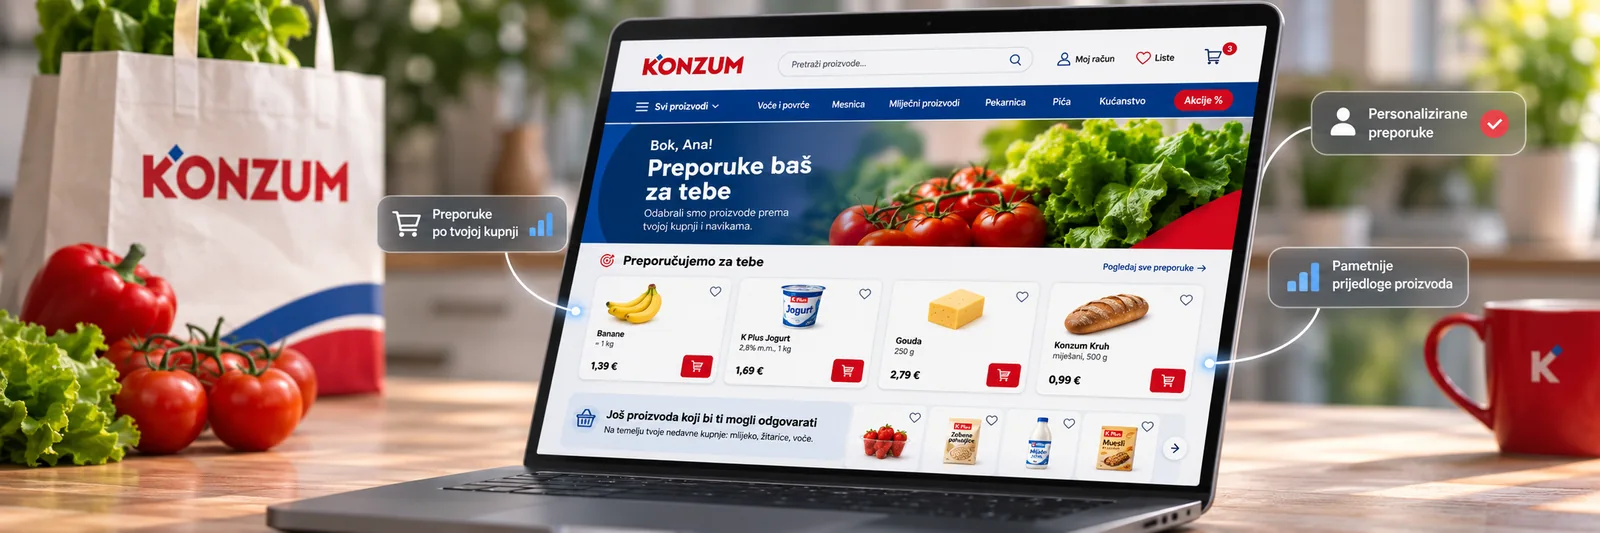 KONZUM
Preporuke
po tvojoj kupnji
KONZUM
Pretraži proizvode...
Moj račun
Liste
3
Svi proizvodi
Voće i povrće
Mesnica
Mliječni proizvodi
Pekarnica
Pića
Kućanstvo
Akcije %
Bok, Ana!
Preporuke baš
za tebe
Odabrali smo proizvode prema
tvojoj kupnji i navikama.
Preporučujemo za tebe
Pogledaj sve preporuke →
Banane
≈ 1 kg
1,39 €
K Plus
Jogurt
K Plus Jogurt
2,8% m.m., 1 kg
1,69 €
Gouda
250 g
2,79 €
Konzum Kruh
miješani, 500 g
0,99 €
Još proizvoda koji bi ti mogli odgovarati
Na temelju tvoje nedavne kupnje: mlijeko, žitarice, voće.
K Plus
Muesli
Personalizirane
preporuke
Pametnije
prijedloge proizvoda
K